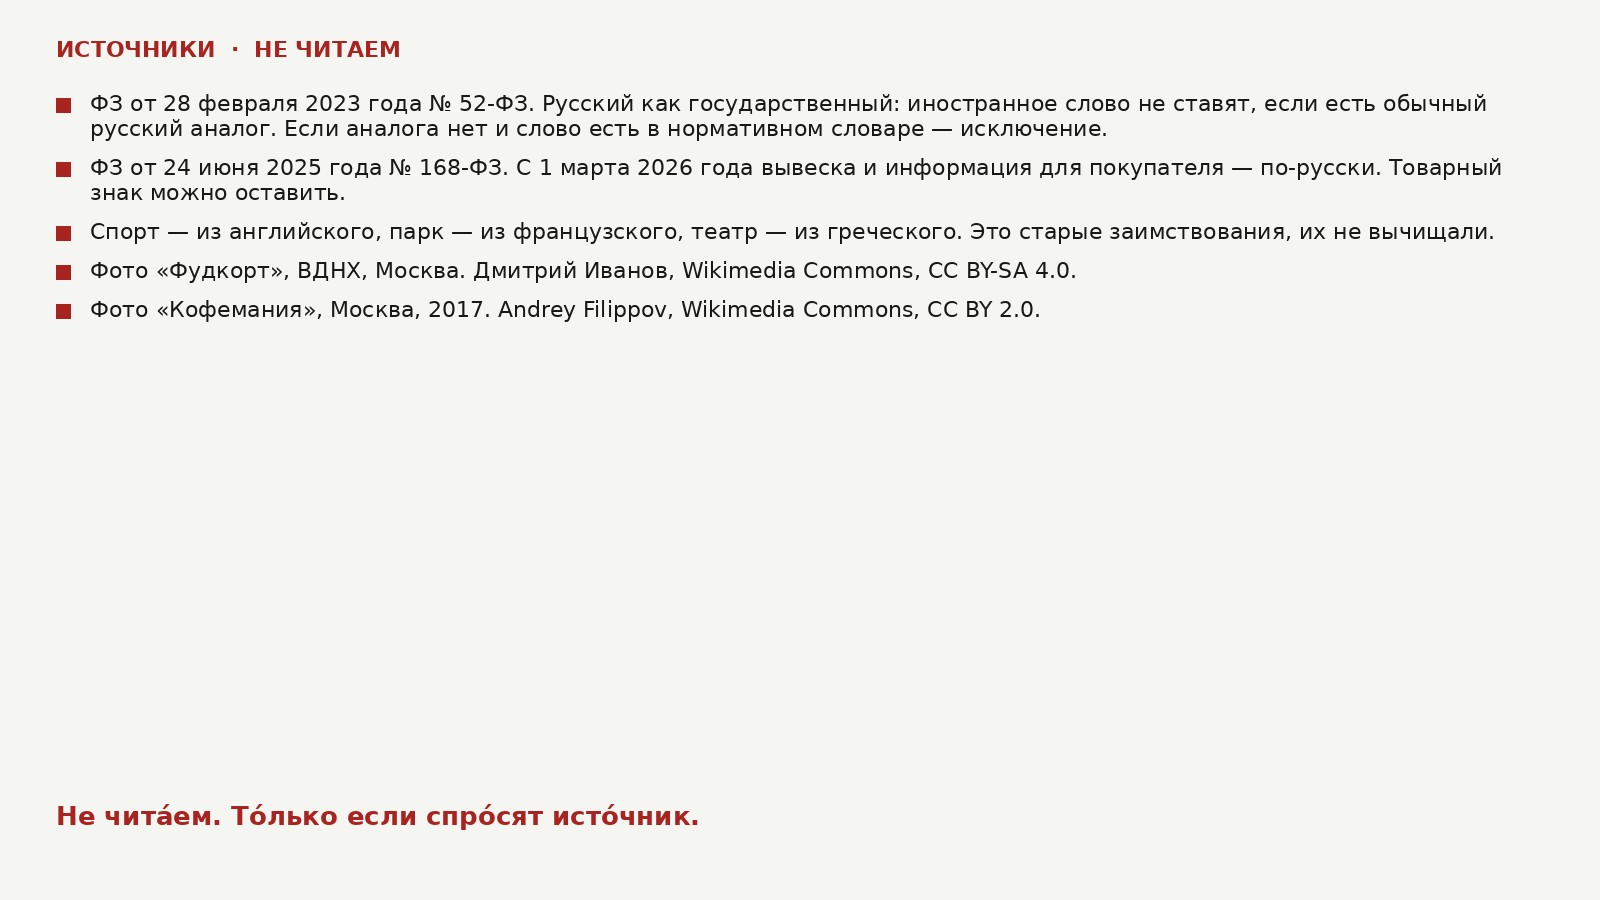 ИСТОЧНИКИ · НЕ ЧИТАЕМ
ФЗ от 28 февраля 2023 года № 52-ФЗ. Русский как государственный: иностранное слово не ставят, если есть обычный
русский аналог. Если аналога нет и слово есть в нормативном словаре — исключение.
ФЗ от 24 июня 2025 года № 168-ФЗ. С 1 марта 2026 года вывеска и информация для покупателя — по-русски. Товарный
знак можно оставить.
Спорт — из английского, парк — из французского, театр — из греческого. Это старые заимствования, их не вычищали.
Фото «Фудкорт», ВДНХ, Москва. Дмитрий Иванов, Wikimedia Commons, CC BY-SA 4.0.
Фото «Кофемания», Москва, 2017. Andrey Filippov, Wikimedia Commons, CC BY 2.0.
Не чита́ем. То́лько если спро́сят исто́чник.